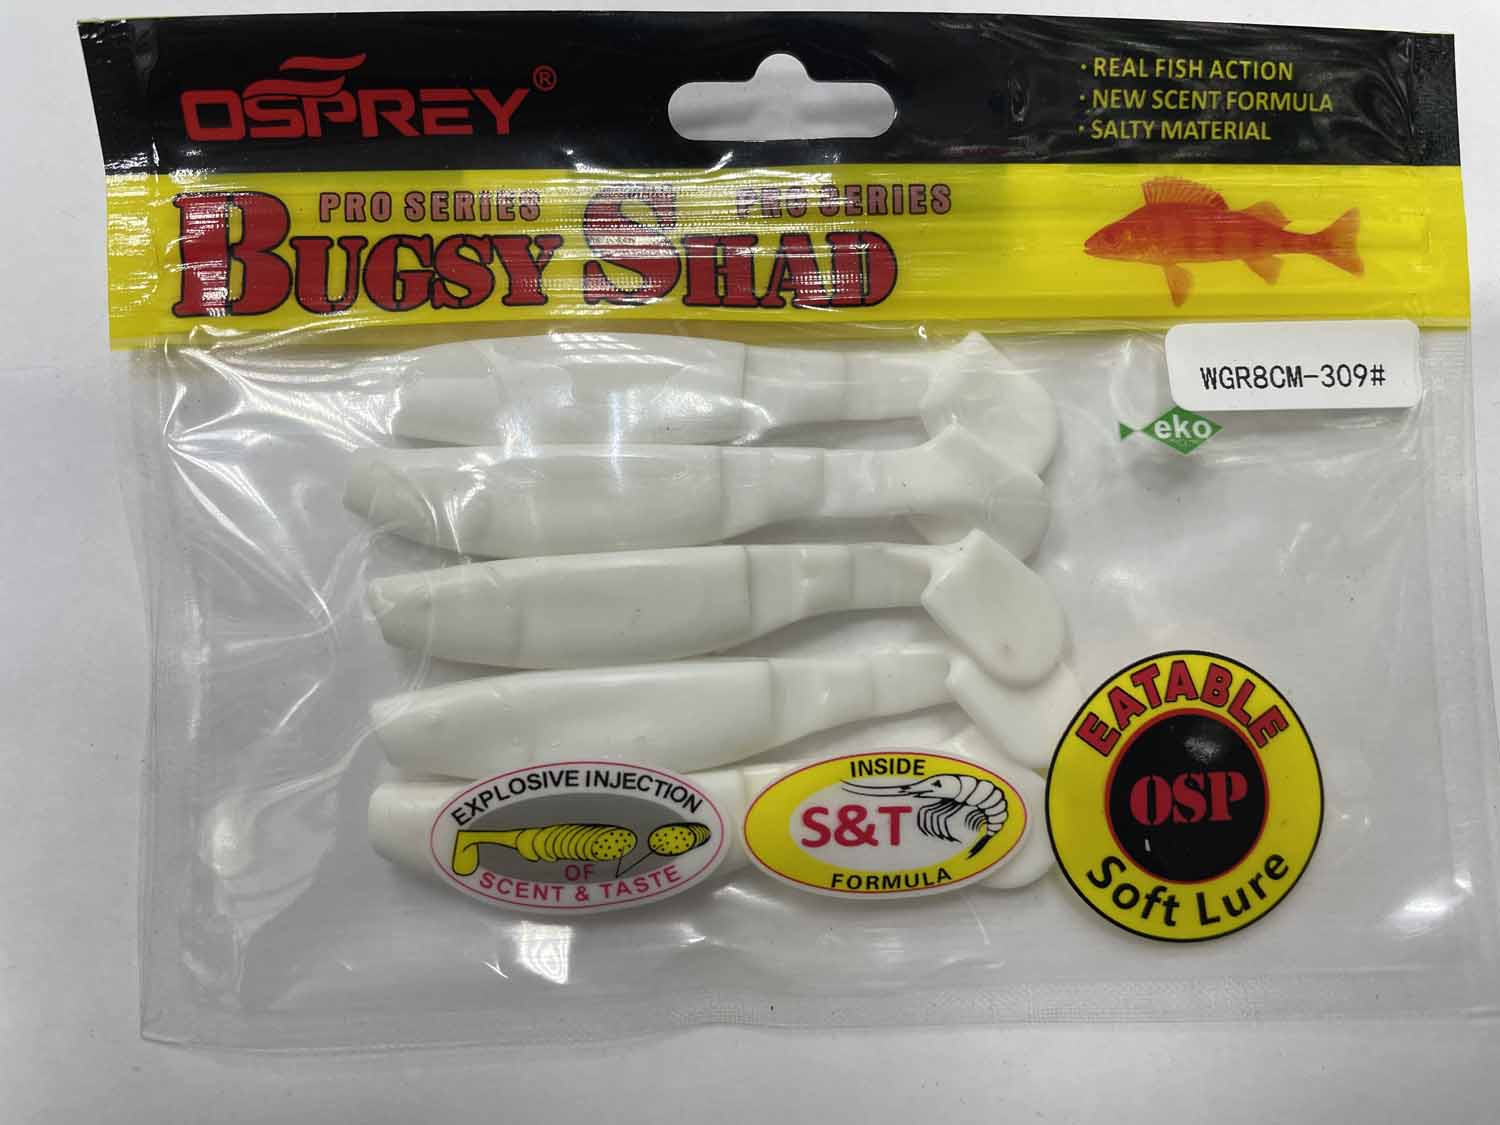 OSPREY®
· REAL FISH ACTION
· NEW SCENT FORMULA
· SALTY MATERIAL
PRO SERIES PRO SERIES
BUGSY SHAD
WGR8CM-309#
eko
EXPLOSIVE INJECTION
OF
SCENT & TASTE
INSIDE
S&T
FORMULA
EATABLE
OSP
Soft Lure